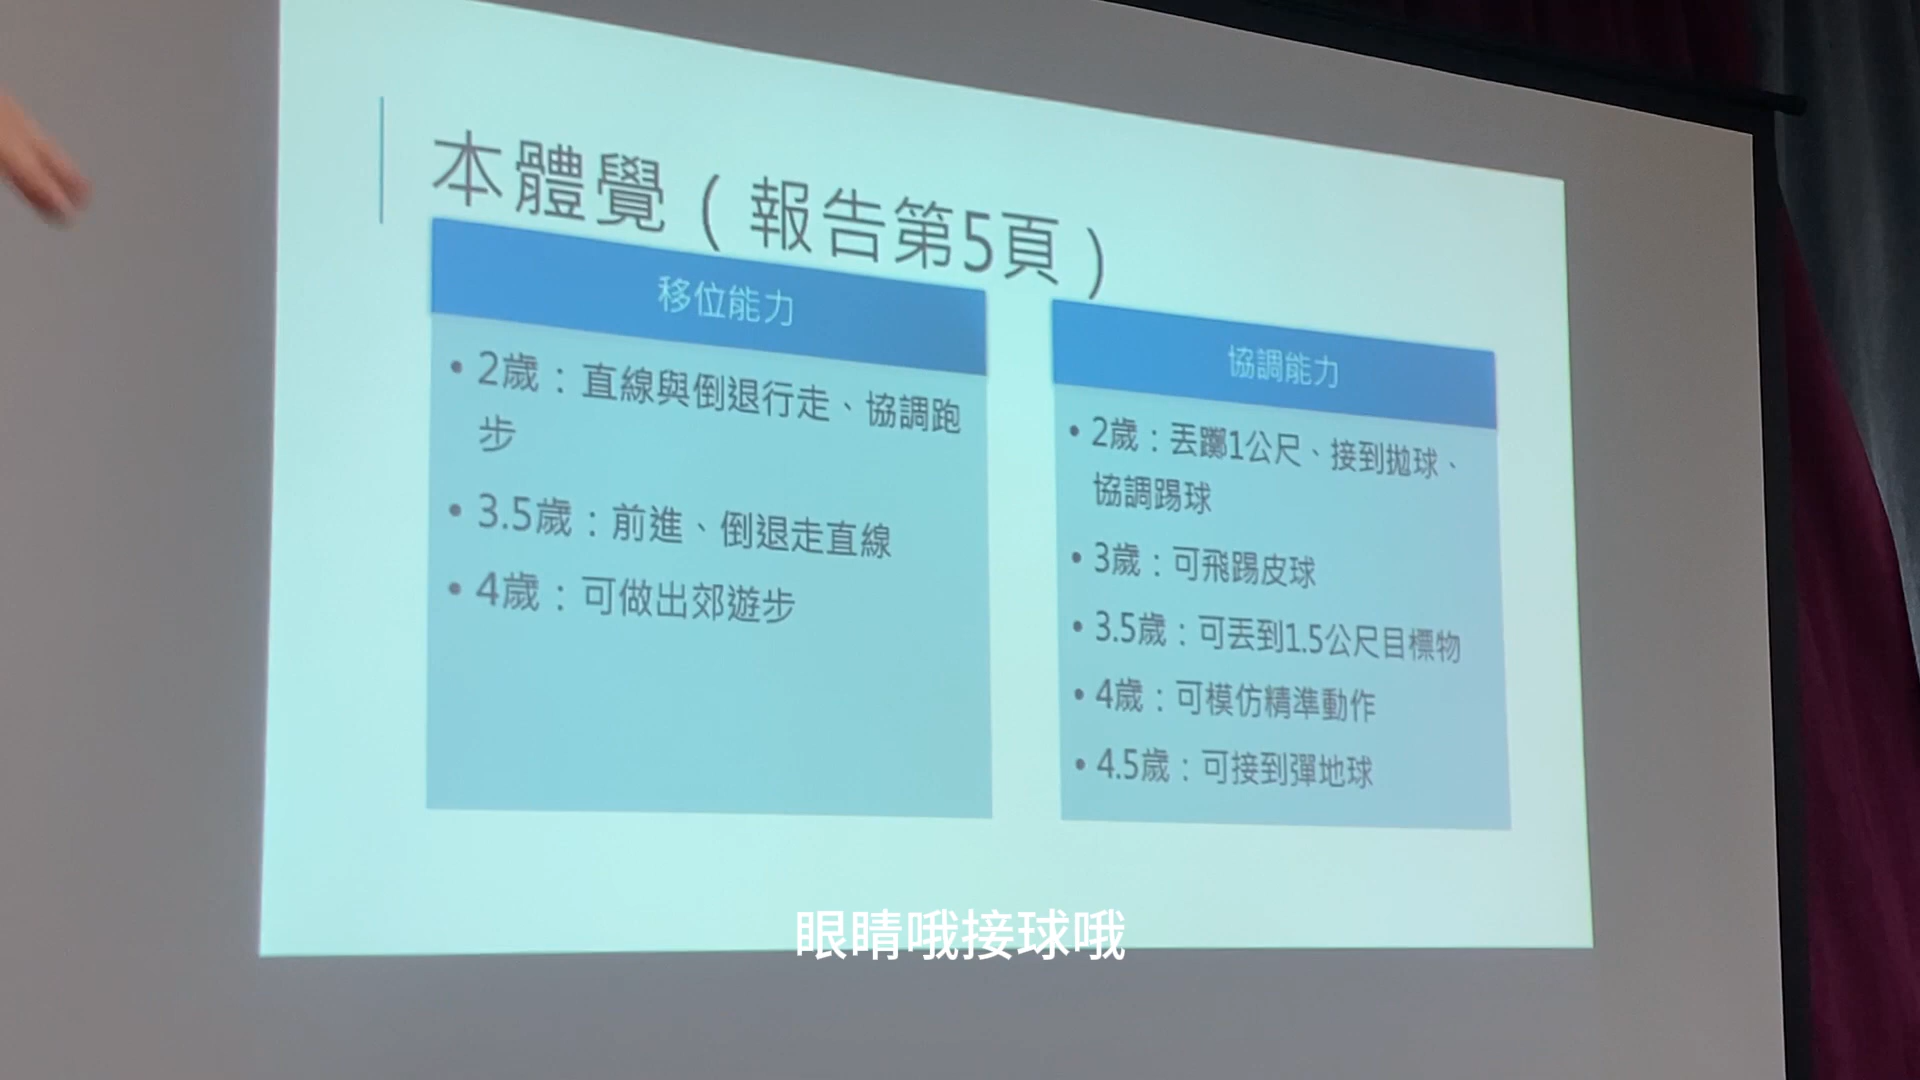 本體覺（報告第5頁）
移位能力
• 2歲：直線與倒退行走、協調跑
步
• 3.5歲：前進、倒退走直線
• 4歲：可做出郊遊步
協調能力
• 2歲：丟躑1公尺、接到拋球、
協調踢球
• 3歲：可飛踢皮球
• 3.5歲：可丟到1.5公尺目標物
• 4歲：可模仿精準動作
• 4.5歲：可接到彈地球
眼睛哦接球哦